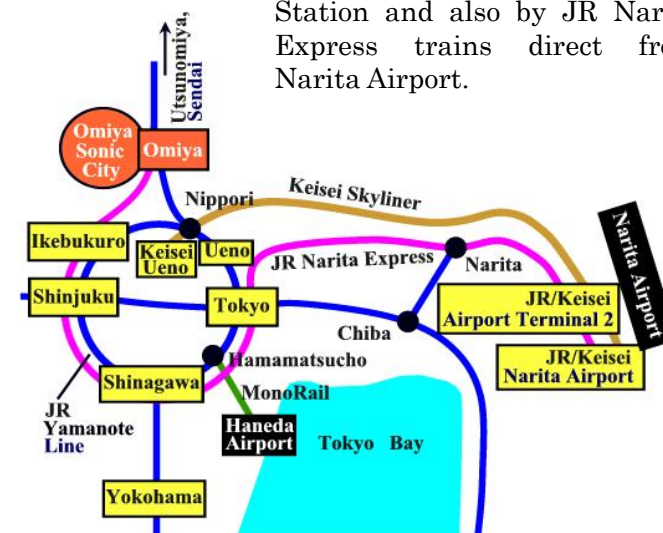 Station and also by JR Nar
Express trains direct fro
Narita Airport.
Utsunomiya,
Sendai
Omiya
Sonic
City
Omiya
Nippori
Keisei Skyliner
Ikebukuro
Keisei
Ueno
Ueno
JR Narita Express
Narita
Narita Airport
Shinjuku
Tokyo
JR/Keisei
Airport Terminal 2
Chiba
Hamamatsucho
JR/Keisei
Narita Airport
Shinagawa
MonoRail
JR
Yamanote
Line
Haneda
Airport
Tokyo Bay
Yokohama